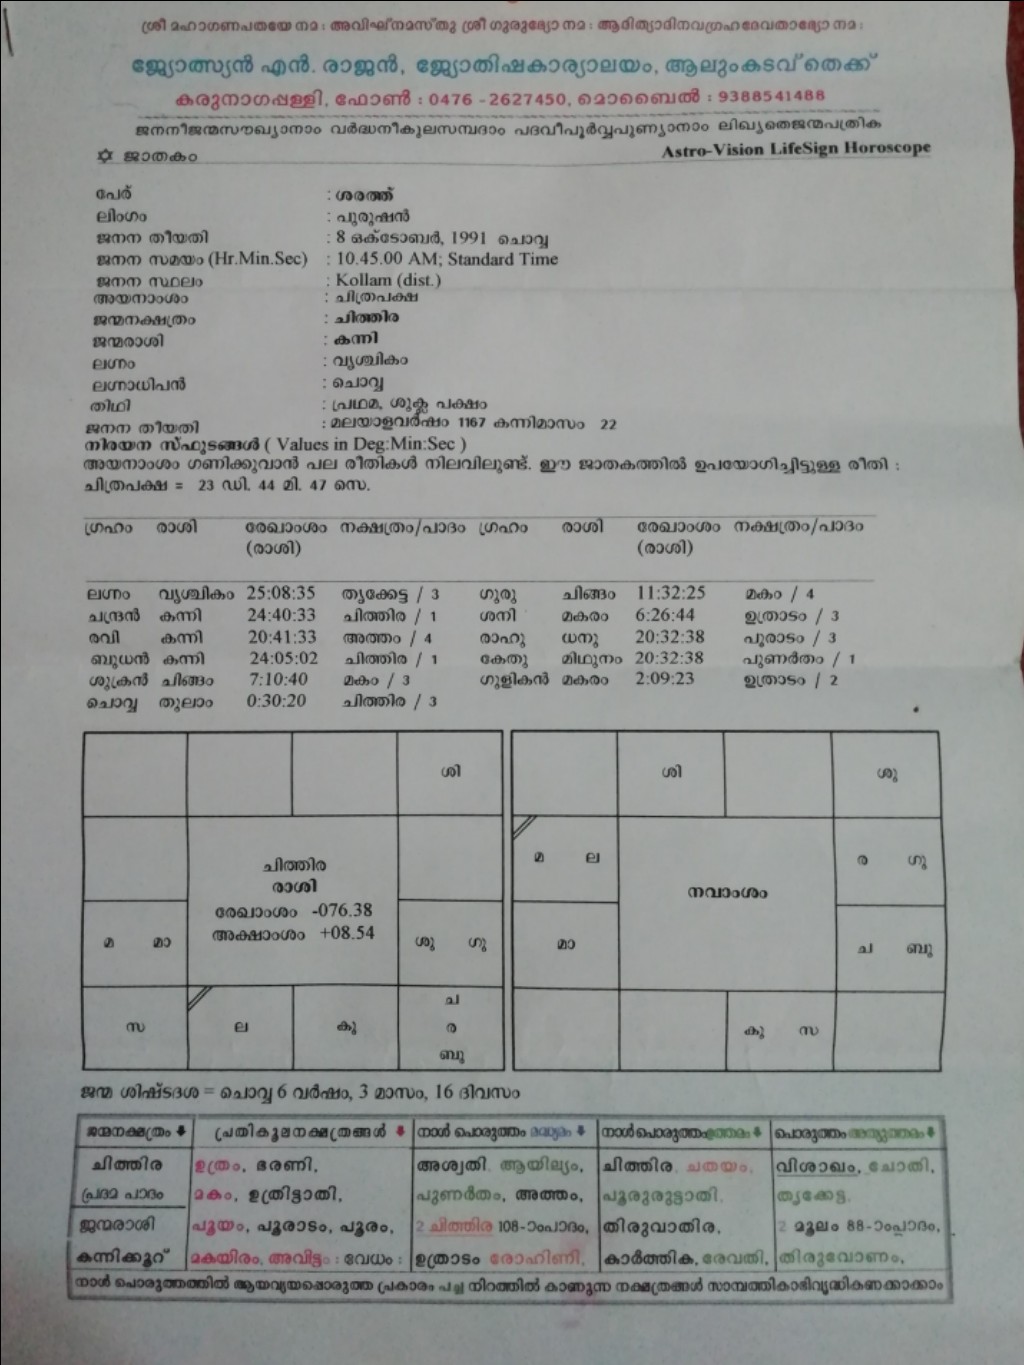 ശ്രീ മഹാഗണപതയേ നമ : അവിഘ്നമസ്തു ശ്രീ ഗുരുഭ്യോ നമ : ആദിത്യാദിനവഗ്രഹദേവതാഭ്യോ നമ :
ജ്യോത്സ്യൻ എൻ. രാജൻ, ജ്യോതിഷകാര്യാലയം, ആലുംകടവ് തെക്ക്
കരുനാഗപ്പള്ളി, ഫോൺ : 0476 -2627450, മൊബൈൽ : 9388541488
ജനനീജന്മസൗഖ്യാനാം വർദ്ധനീകുലസമ്പദാം പദവീപൂർവ്വപുണ്യാനാം ലിഖ്യതെജന്മപത്രിക
✡ ജാതകം Astro-Vision LifeSign Horoscope
പേര് : ശരത്ത്
ലിംഗം : പുരുഷൻ
ജനന തീയതി : 8 ഒക്ടോബർ, 1991 ചൊവ്വ
ജനന സമയം (Hr.Min.Sec) : 10.45.00 AM; Standard Time
ജനന സ്ഥലം : Kollam (dist.)
അയനാംശം : ചിത്രപക്ഷ
ജന്മനക്ഷത്രം : ചിത്തിര
ജന്മരാശി : കന്നി
ലഗ്നം : വൃശ്ചികം
ലഗ്നാധിപൻ : ചൊവ്വ
തിഥി : പ്രഥമ, ശുക്ല പക്ഷം
ജനന തീയതി : മലയാളവർഷം 1167 കന്നിമാസം 22
നിരയന സ്ഫുടങ്ങൾ ( Values in Deg:Min:Sec )
അയനാംശം ഗണിക്കുവാൻ പല രീതികൾ നിലവിലുണ്ട്. ഈ ജാതകത്തിൽ ഉപയോഗിച്ചിട്ടുള്ള രീതി :
ചിത്രപക്ഷ = 23 ഡി. 44 മി. 47 സെ.
ഗ്രഹം രാശി രേഖാംശം നക്ഷത്രം/പാദം ഗ്രഹം രാശി രേഖാംശം നക്ഷത്രം/പാദം
(രാശി) (രാശി)
ലഗ്നം വൃശ്ചികം 25:08:35 തൃക്കേട്ട / 3 ഗുരു ചിങ്ങം 11:32:25 മകം / 4
ചന്ദ്രൻ കന്നി 24:40:33 ചിത്തിര / 1 ശനി മകരം 6:26:44 ഉത്രാടം / 3
രവി കന്നി 20:41:33 അത്തം / 4 രാഹു ധനു 20:32:38 പൂരാടം / 3
ബുധൻ കന്നി 24:05:02 ചിത്തിര / 1 കേതു മിഥുനം 20:32:38 പുണർതം / 1
ശുക്രൻ ചിങ്ങം 7:10:40 മകം / 3 ഗുളികൻ മകരം 2:09:23 ഉത്രാടം / 2
ചൊവ്വ തുലാം 0:30:20 ചിത്തിര / 3
ശി ശി ശു
ചിത്തിര
രാശി
രേഖാംശം -076.38
അക്ഷാംശം +08.54
മ ല നവാംശം ര ഗു
മ മാ ശു ഗു മാ ച ബു
സ ല കു ച
ര
ബു
കു സ
ജന്മ ശിഷ്ടദശ = ചൊവ്വ 6 വർഷം, 3 മാസം, 16 ദിവസം
ജന്മനക്ഷത്രം പ്രതികൂലനക്ഷത്രങ്ങൾ നാൾ പൊരുത്തം മദ്ധ്യമം നാൾപൊരുത്തംഉത്തമം പൊരുത്തം അത്യുത്തമം
ചിത്തിര ഉത്രം, ഭരണി, അശ്വതി, ആയില്യം, ചിത്തിര, ചതയം, വിശാഖം, ചോതി,
പ്രദമ പാദം മകം, ഉത്രിട്ടാതി, പുണർതം, അത്തം, പൂരുരുട്ടാതി, തൃക്കേട്ട,
ജന്മരാശി പൂയം, പൂരാടം, പൂരം, 2 ചിത്തിര 108-ാംപാദം, തിരുവാതിര, 2 മൂലം 88-ാംപ്പാദം,
കന്നിക്കൂറ് മകയിരം, അവിട്ടം : വേധം : ഉത്രാടം രോഹിണി, കാർത്തിക, രേവതി, തിരുവോണം,
നാൾ പൊരുത്തത്തിൽ ആയവ്യയപ്പൊരുത്ത പ്രകാരം പച്ച നിറത്തിൽ കാണുന്ന നക്ഷത്രങ്ങൾ സാമ്പത്തികാഭിവൃദ്ധികണക്കാക്കാം